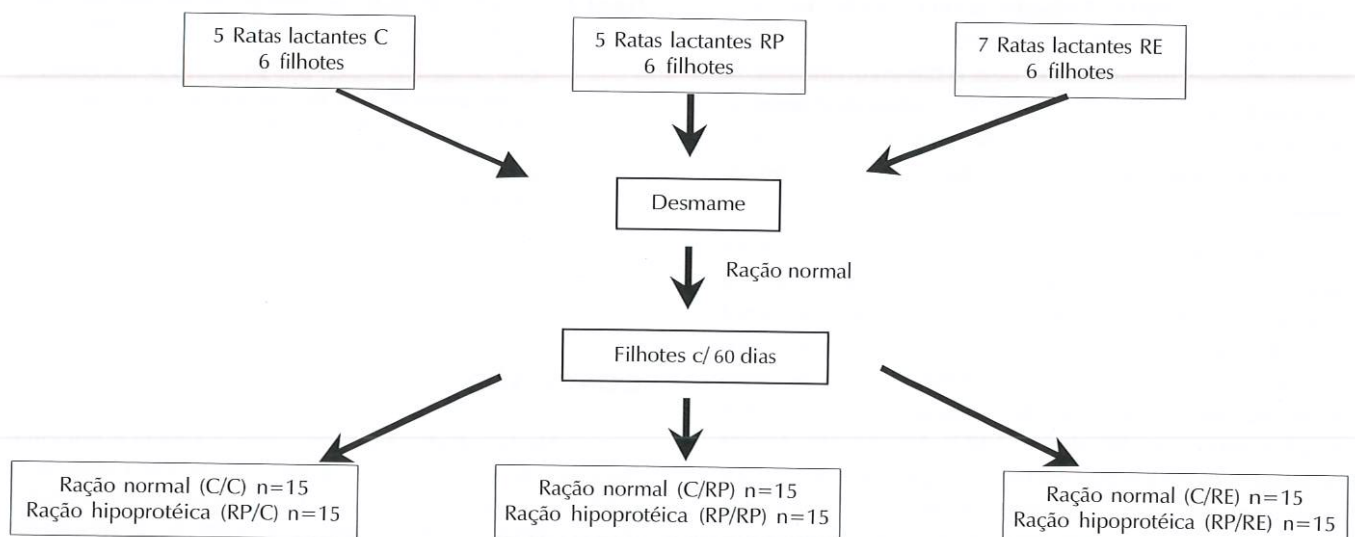 5 Ratas lactantes C
6 filhotes
5 Ratas lactantes RP
6 filhotes
7 Ratas lactantes RE
6 filhotes
Desmame
Ração normal
Filhotes c/ 60 dias
Ração normal (C/C) n=15
Ração hipoprotéica (RP/C) n=15
Ração normal (C/RP) n=15
Ração hipoprotéica (RP/RP) n=15
Ração normal (C/RE) n=15
Ração hipoprotéica (RP/RE) n=15